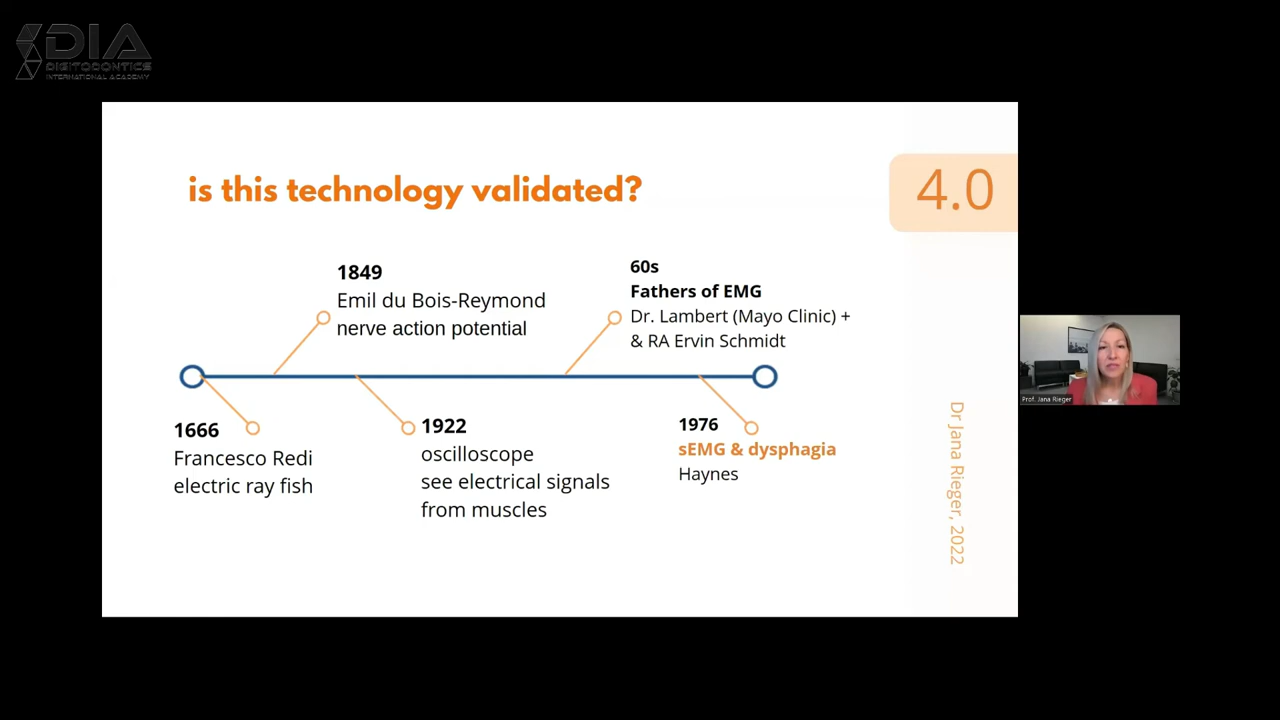 DIA
DIGITODONTICS
INTERNATIONAL ACADEMY
is this technology validated?
4.0
1849
Emil du Bois-Reymond
nerve action potential
60s
Fathers of EMG
Dr. Lambert (Mayo Clinic) +
& RA Ervin Schmidt
1666
Francesco Redi
electric ray fish
1922
oscilloscope
see electrical signals
from muscles
1976
sEMG & dysphagia
Haynes
Dr Jana Rieger, 2022
Prof. Jana Rieger